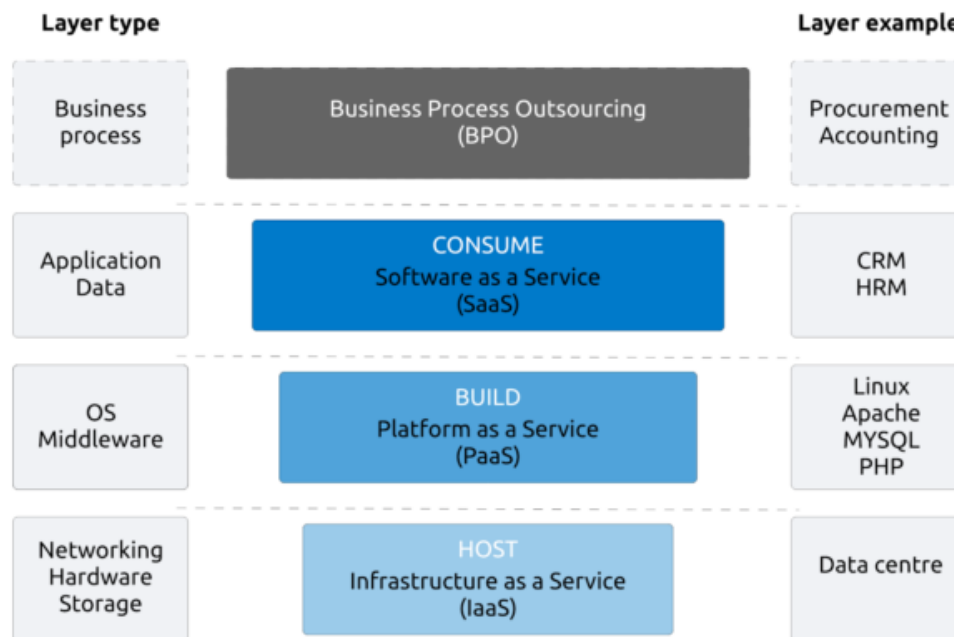 Layer type
Layer example
Business
process
Business Process Outsourcing
(BPO)
Procurement
Accounting
Application
Data
CONSUME
Software as a Service
(SaaS)
CRM
HRM
OS
Middleware
BUILD
Platform as a Service
(PaaS)
Linux
Apache
MYSQL
PHP
Networking
Hardware
Storage
HOST
Infrastructure as a Service
(IaaS)
Data centre